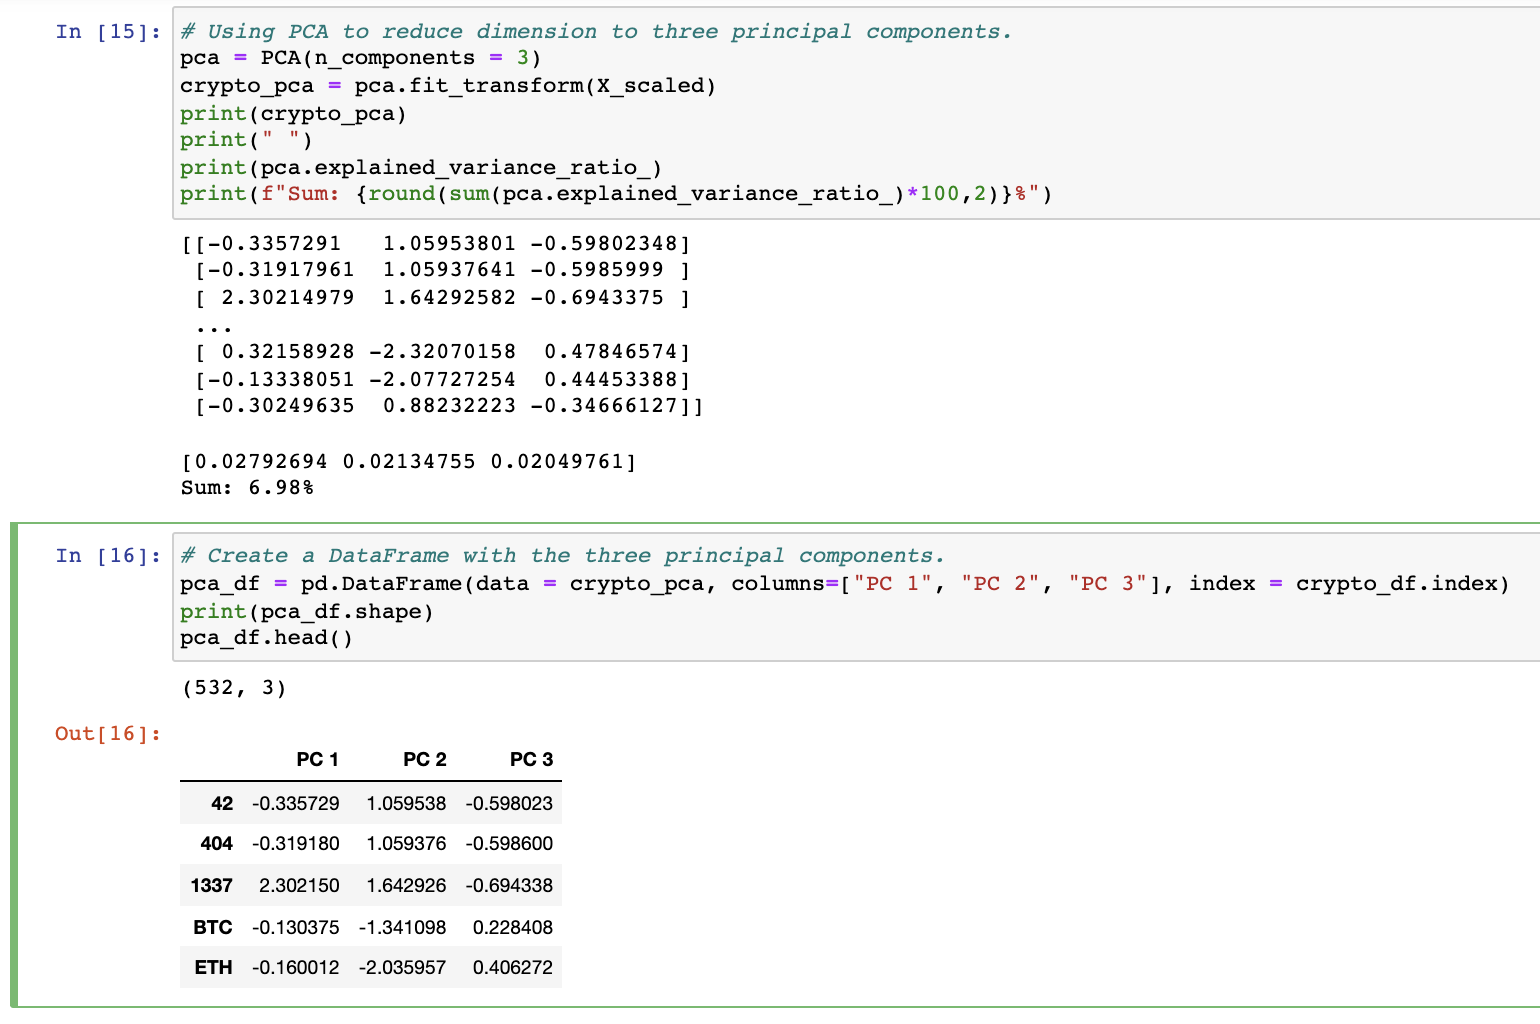 In [15]:
# Using PCA to reduce dimension to three principal components.
pca = PCA(n_components = 3)
crypto_pca = pca.fit_transform(X_scaled)
print(crypto_pca)
print(" ")
print(pca.explained_variance_ratio_)
print(f"Sum: {round(sum(pca.explained_variance_ratio_)*100,2)}%")
[[-0.3357291   1.05953801 -0.59802348]
 [-0.31917961  1.05937641 -0.5985999 ]
 [ 2.30214979  1.64292582 -0.6943375 ]
 ...
 [ 0.32158928 -2.32070158  0.47846574]
 [-0.13338051 -2.07727254  0.44453388]
 [-0.30249635  0.88232223 -0.34666127]]
[0.02792694 0.02134755 0.02049761]
Sum: 6.98%
In [16]:
# Create a DataFrame with the three principal components.
pca_df = pd.DataFrame(data = crypto_pca, columns=["PC 1", "PC 2", "PC 3"], index = crypto_df.index)
print(pca_df.shape)
pca_df.head()
(532, 3)
Out[16]:
PC 1 PC 2 PC 3
42 -0.335729 1.059538 -0.598023
404 -0.319180 1.059376 -0.598600
1337 2.302150 1.642926 -0.694338
BTC -0.130375 -1.341098 0.228408
ETH -0.160012 -2.035957 0.406272